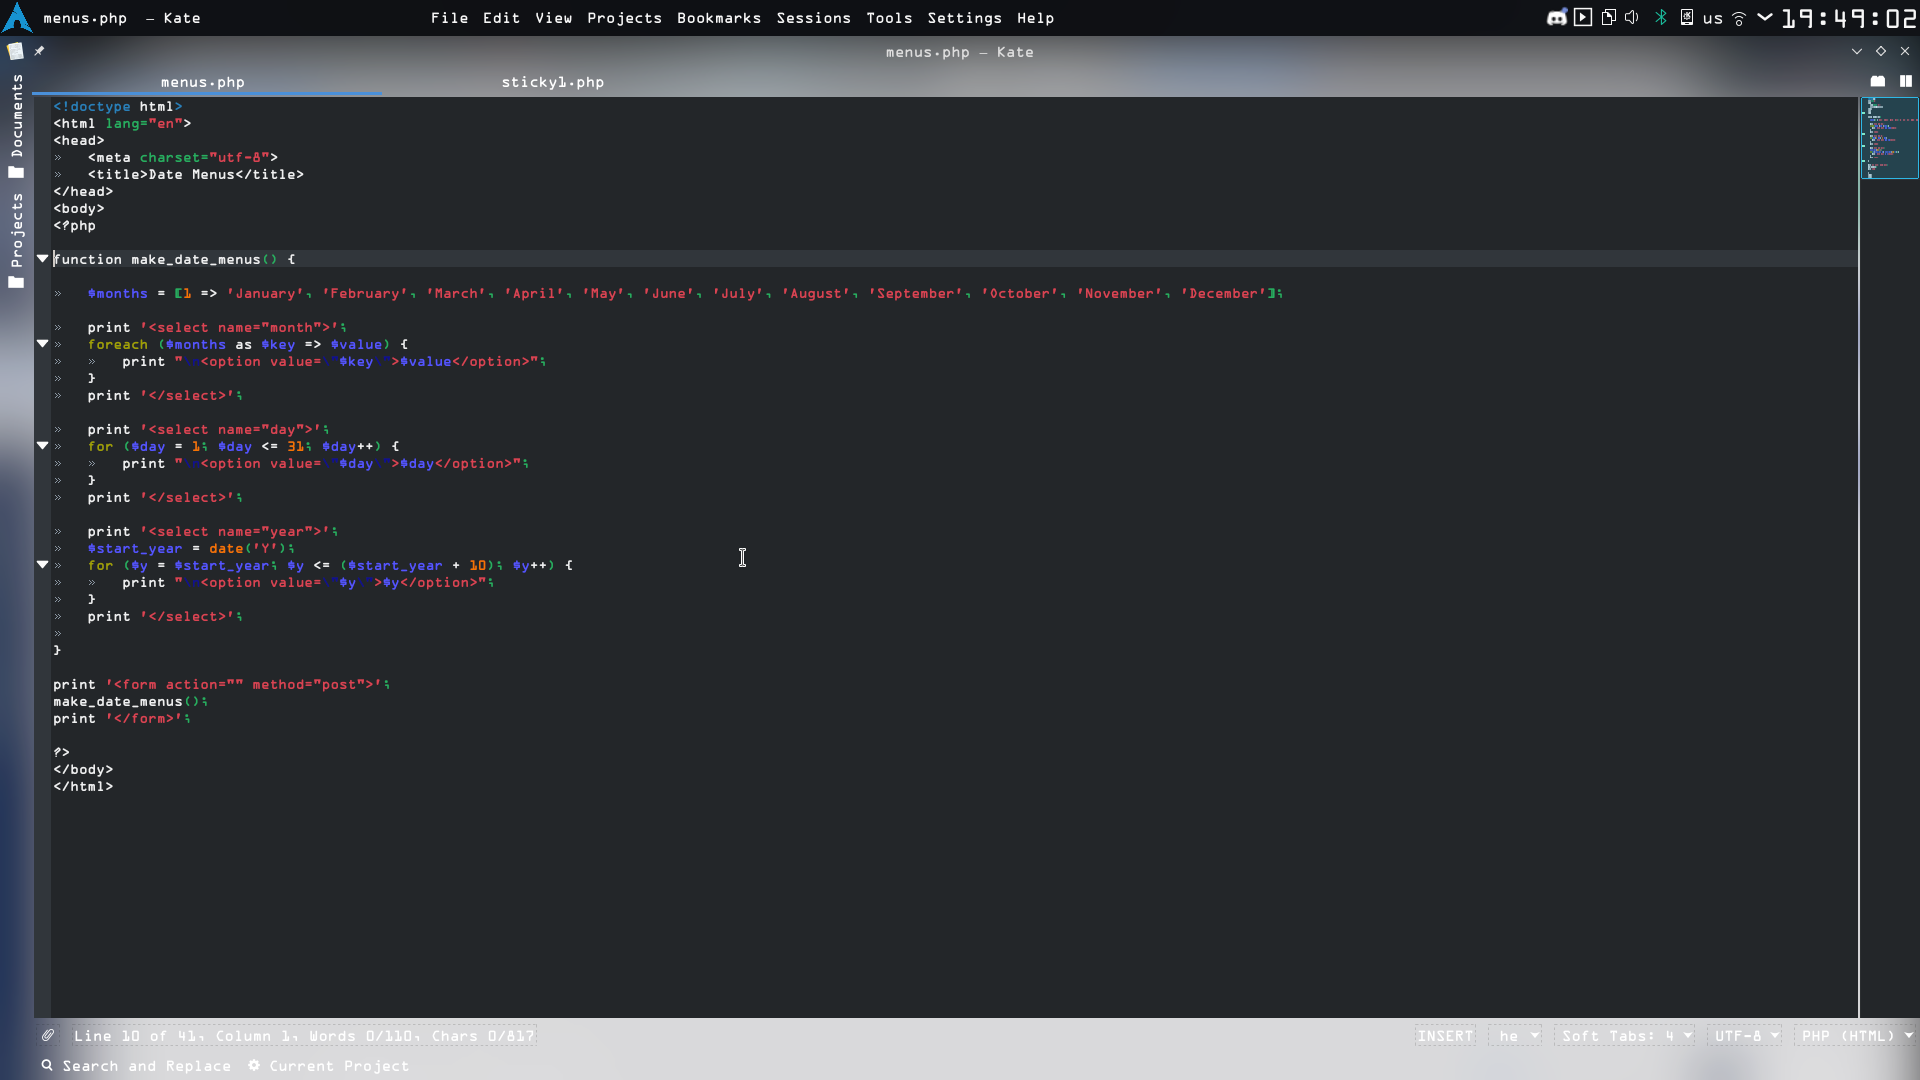 menus.php – Kate
File Edit View Projects Bookmarks Sessions Tools Settings Help
us
19:49:02
menus.php – Kate
menus.php
sticky1.php
Documents
Projects
<!doctype html>
<html lang="en">
<head>
» <meta charset="utf-8">
» <title>Date Menus</title>
</head>
<body>
<?php
function make_date_menus() {
» $months = [1 => 'January', 'February', 'March', 'April', 'May', 'June', 'July', 'August', 'September', 'October', 'November', 'December'];
» print '<select name="month">';
» foreach ($months as $key => $value) {
» » print "\n<option value=\"$key\">$value</option>";
» }
» print '</select>';
» print '<select name="day">';
» for ($day = 1; $day <= 31; $day++) {
» » print "\n<option value=\"$day\">$day</option>";
» }
» print '</select>';
» print '<select name="year">';
» $start_year = date('Y');
» for ($y = $start_year; $y <= ($start_year + 10); $y++) {
» » print "\n<option value=\"$y\">$y</option>";
» }
» print '</select>';
»
}
print '<form action="" method="post">';
make_date_menus();
print '</form>';
?>
</body>
</html>
Line 10 of 41, Column 1, Words 0/110, Chars 0/817
INSERT
he
Soft Tabs: 4
UTF-8
PHP (HTML)
Search and Replace
Current Project